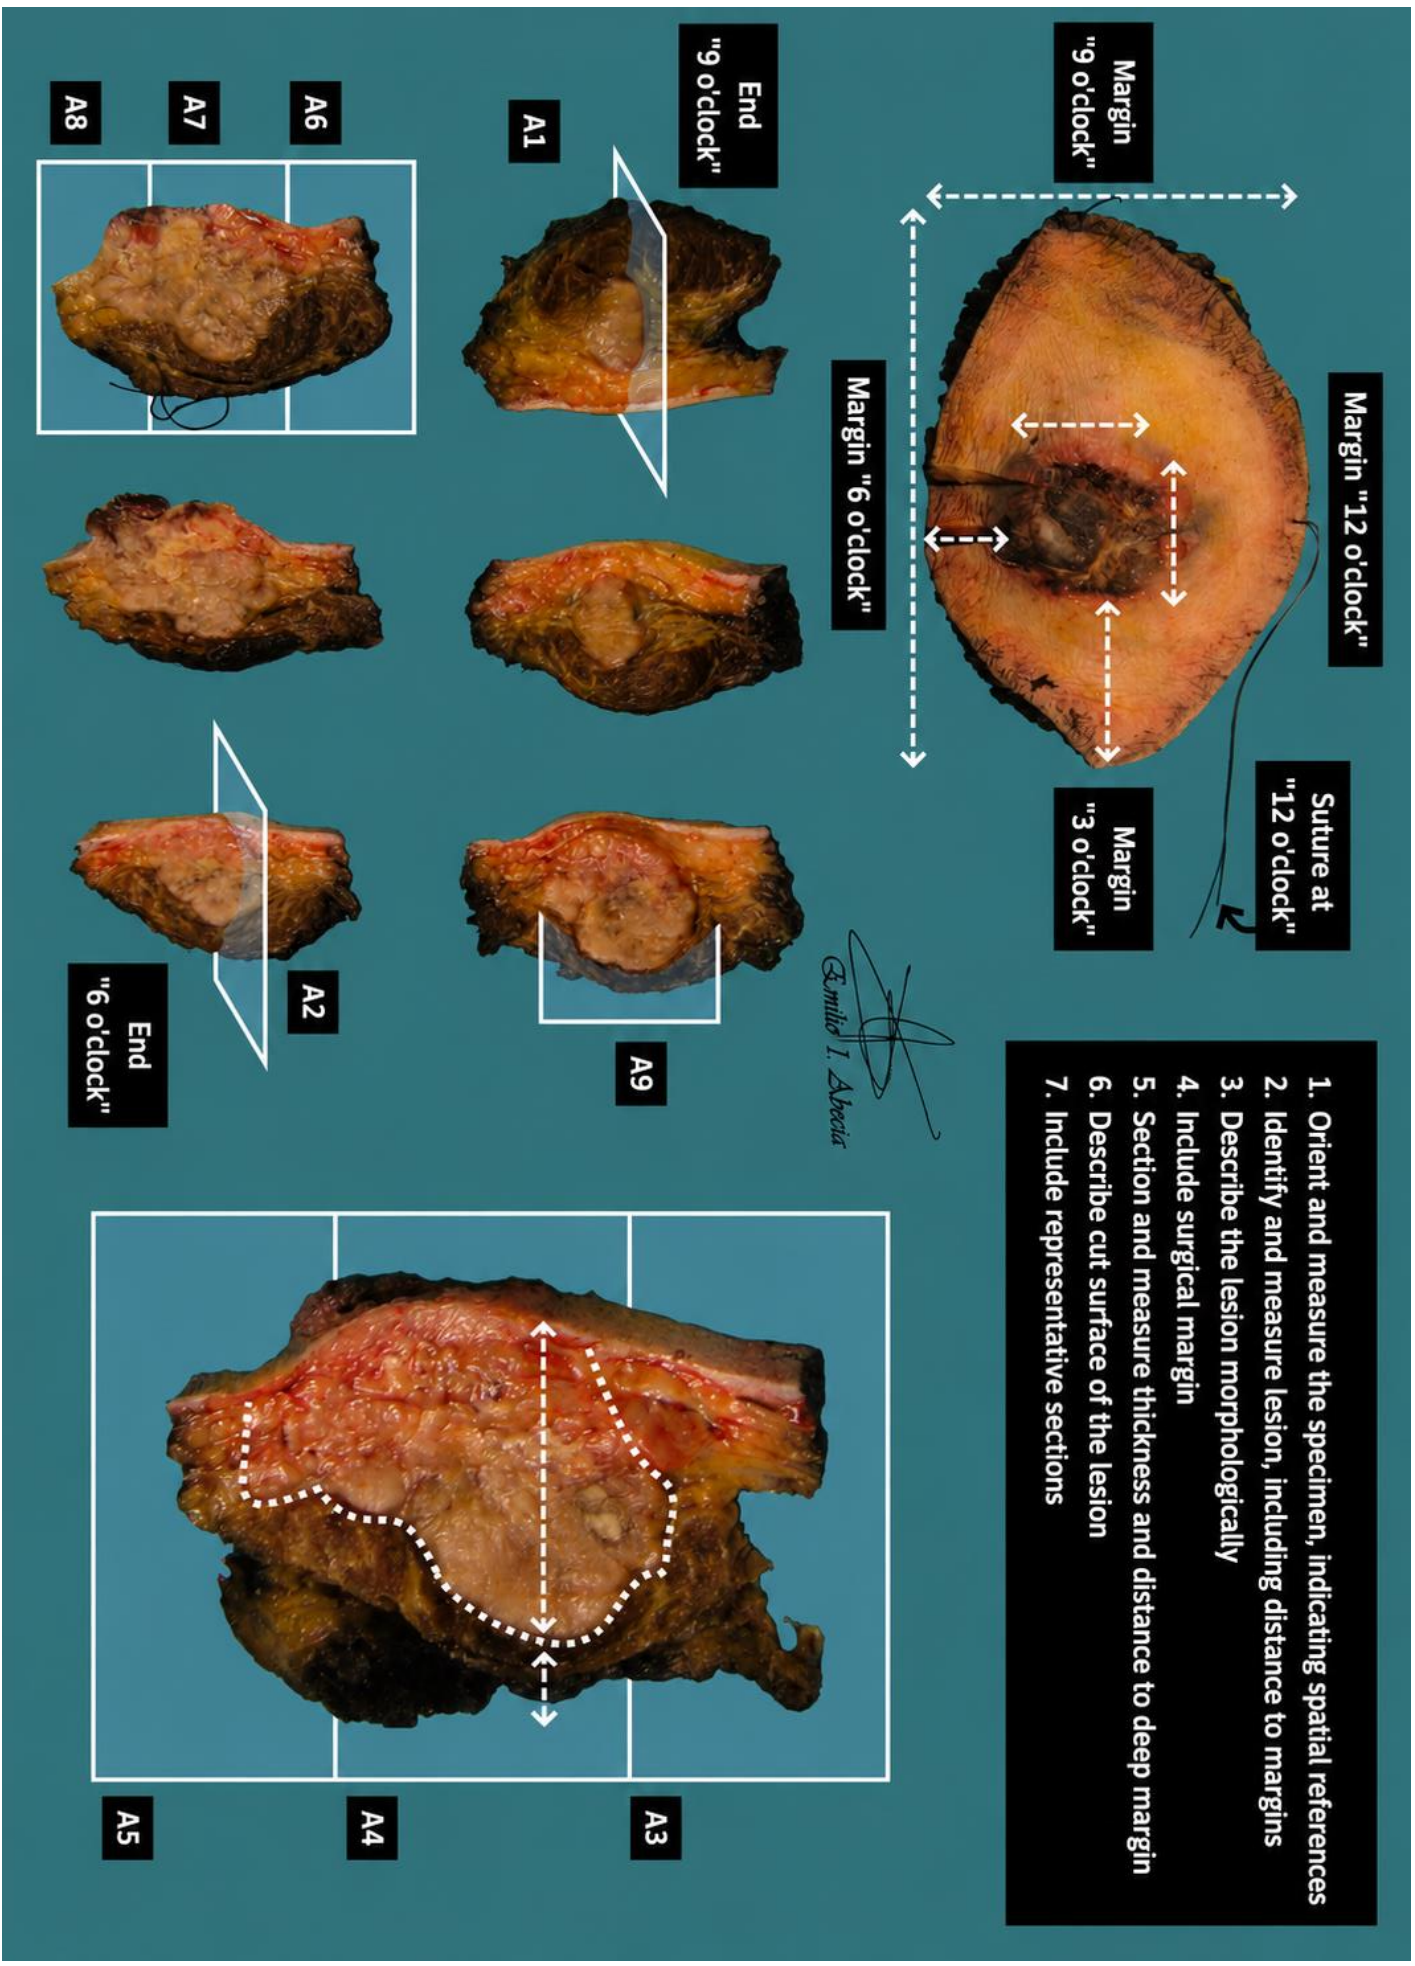 Margin "12 o'clock"
Suture at
"12 o'clock"
Margin
"9 o'clock"
Margin
"3 o'clock"
Margin "6 o'clock"
1. Orient and measure the specimen, indicating spatial references
2. Identify and measure lesion, including distance to margins
3. Describe the lesion morphologically
4. Include surgical margin
5. Section and measure thickness and distance to deep margin
6. Describe cut surface of the lesion
7. Include representative sections
Emilio I. Abecia
End
"9 o'clock"
A1
A9
A6
A7
A8
A2
End
"6 o'clock"
A3
A4
A5